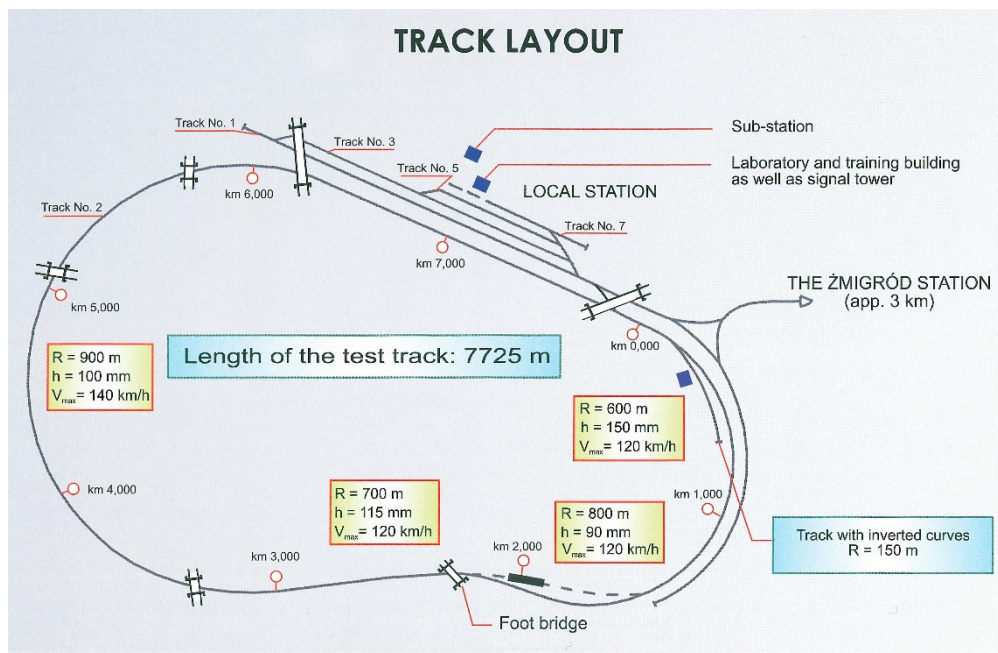 TRACK LAYOUT
Track No. 1
Track No. 3
Sub-station
Track No. 5
Laboratory and training building
as well as signal tower
LOCAL STATION
km 6,000
Track No. 2
Track No. 7
km 7,000
THE ŻMIGRÓD STATION
(app. 3 km)
km 5,000
km 0,000
Length of the test track: 7725 m
R = 900 m
h = 100 mm
Vmax= 140 km/h
R = 600 m
h = 150 mm
Vmax= 120 km/h
km 4,000
R = 700 m
h = 115 mm
Vmax= 120 km/h
km 1,000
R = 800 m
h = 90 mm
Vmax= 120 km/h
Track with inverted curves
R = 150 m
km 3,000
km 2,000
Foot bridge